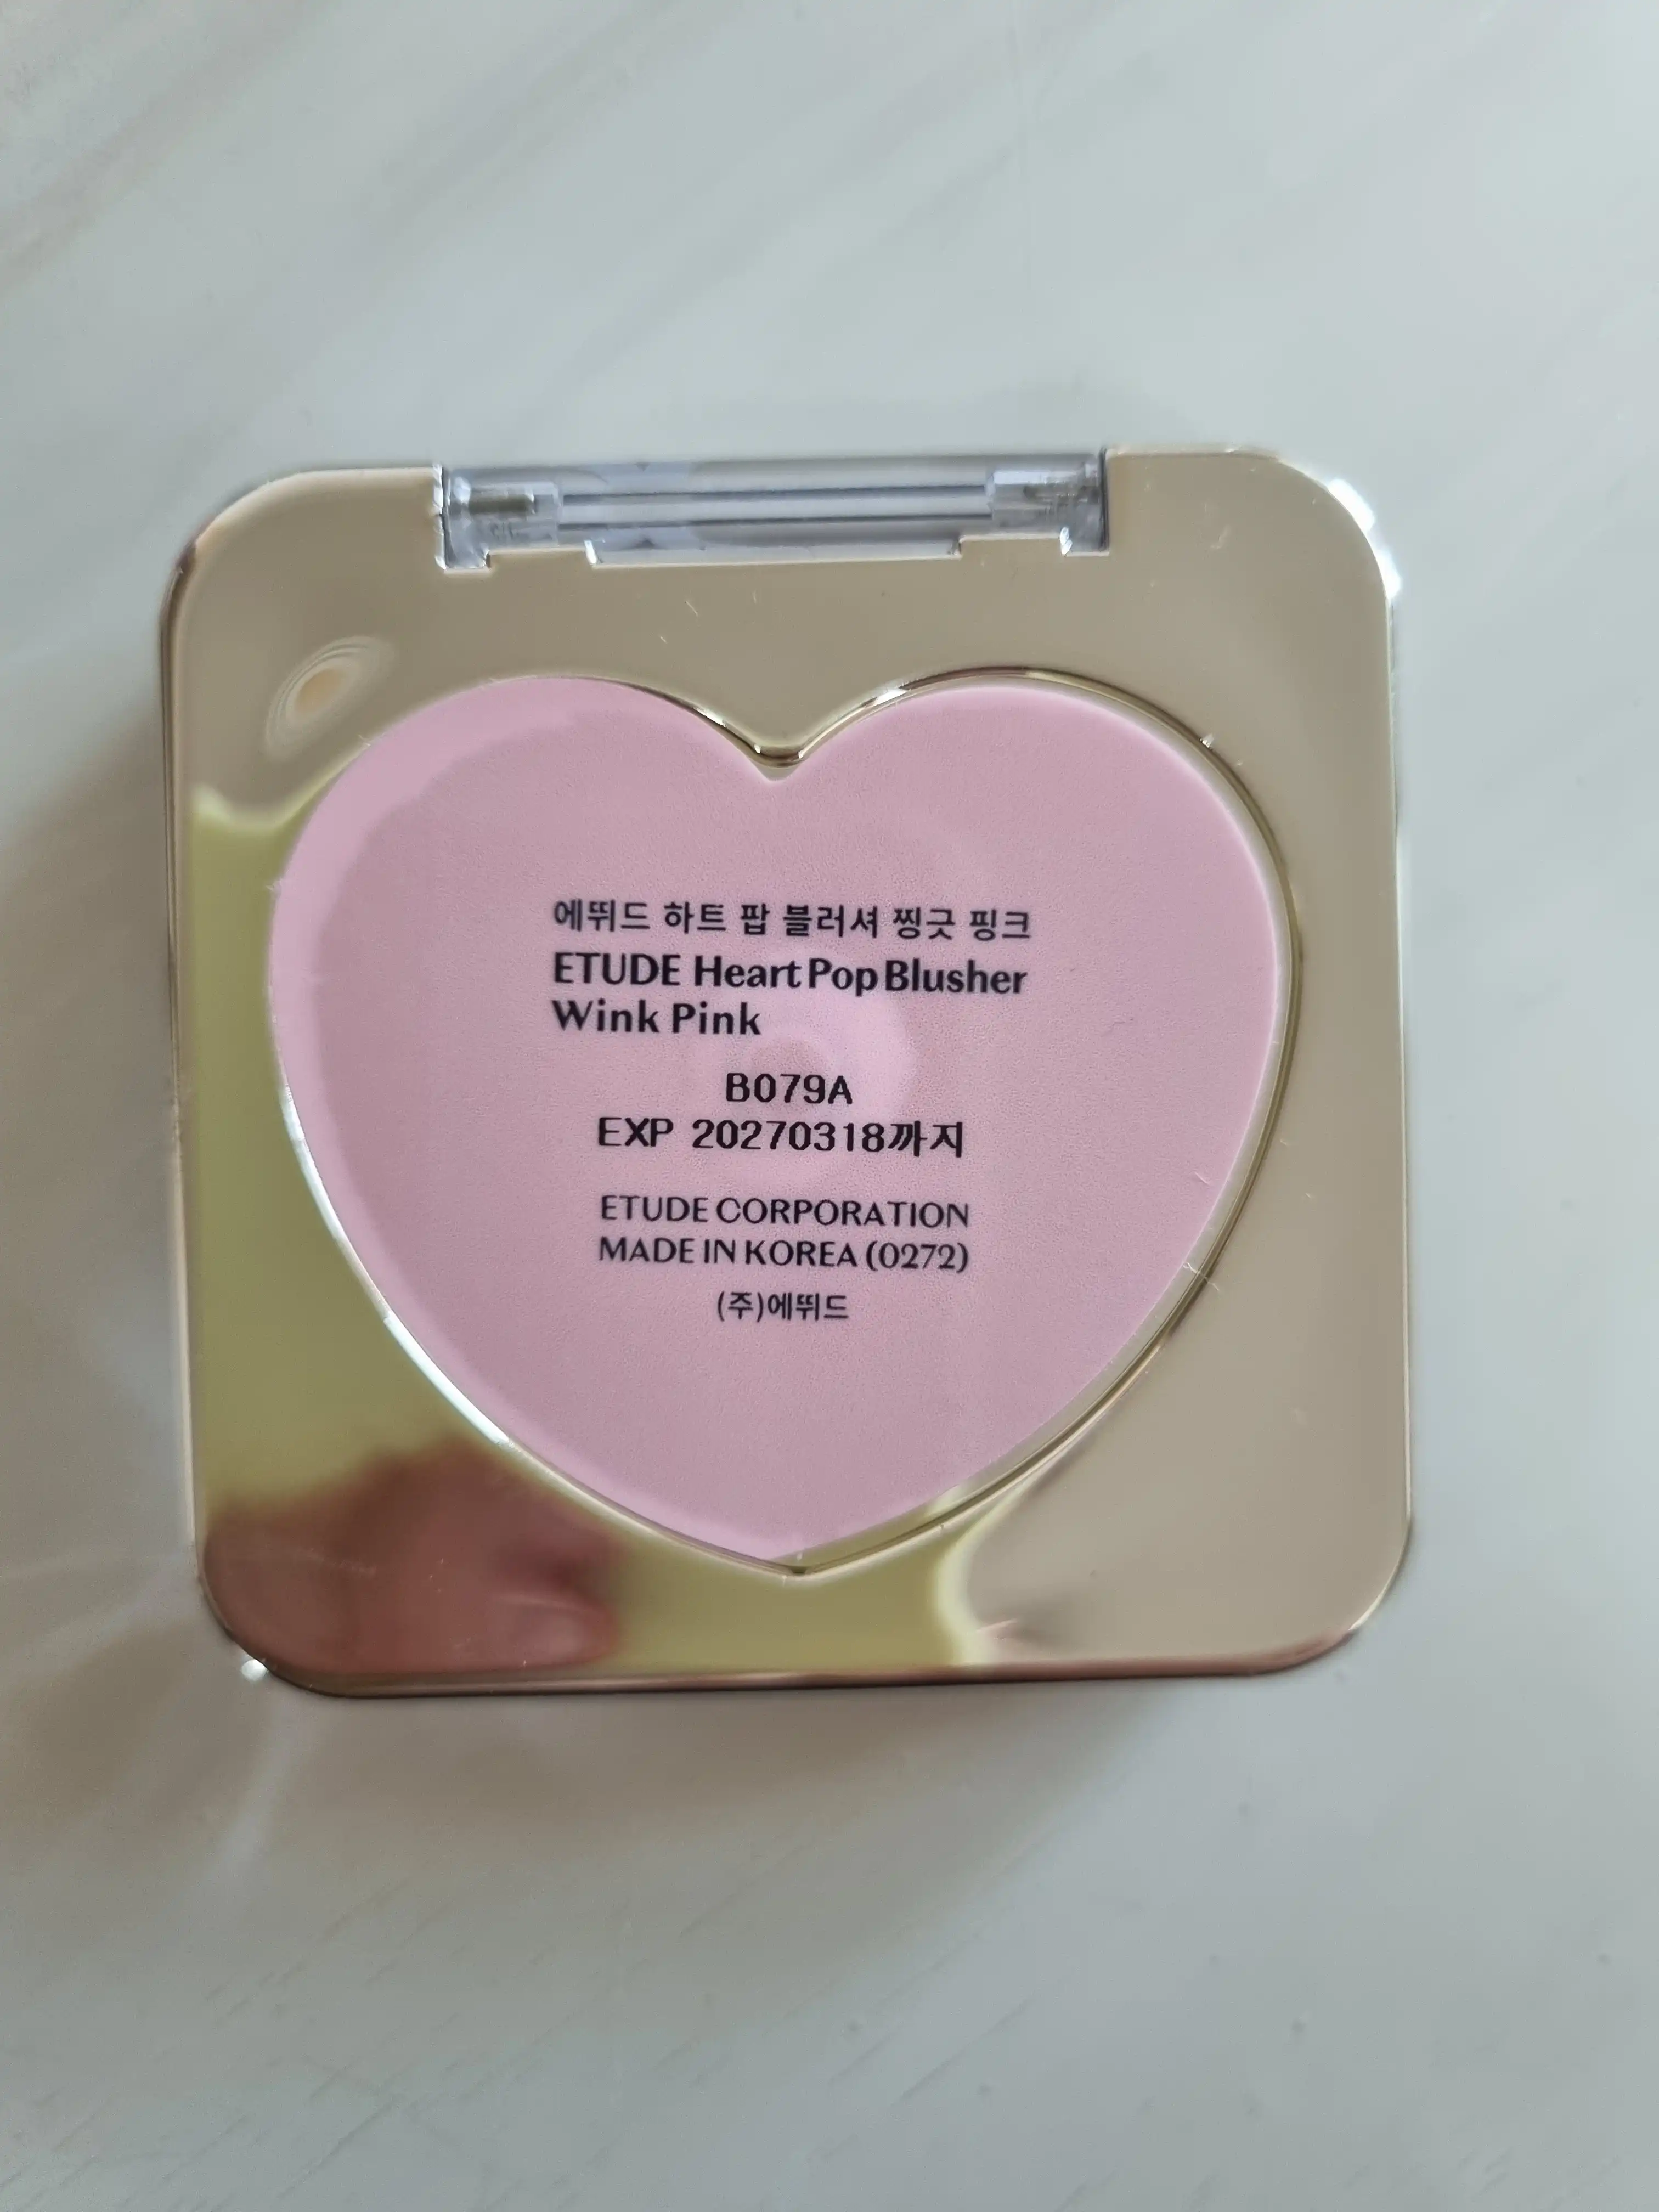 에뛰드 하트 팝 블러셔 찡긋 핑크
ETUDE Heart Pop Blusher
Wink Pink
B079A
EXP 20270318까지
ETUDE CORPORATION
MADE IN KOREA (0272)
(주)에뛰드